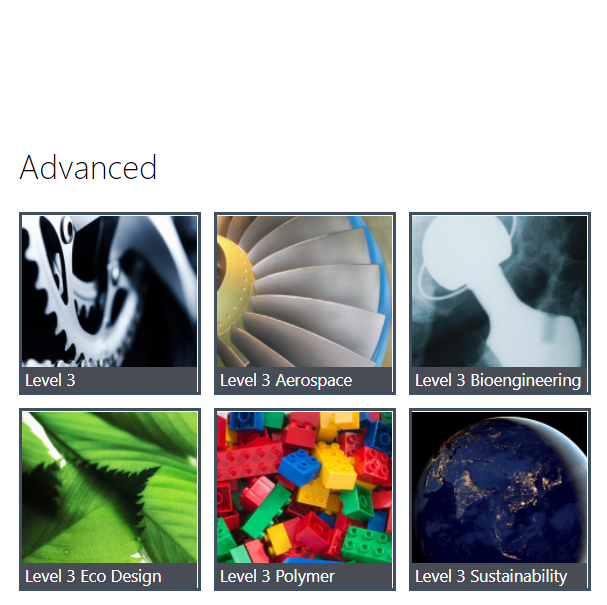 Advanced
Level 3
Level 3 Aerospace
Level 3 Bioengineering
Level 3 Eco Design
Level 3 Polymer
Level 3 Sustainability